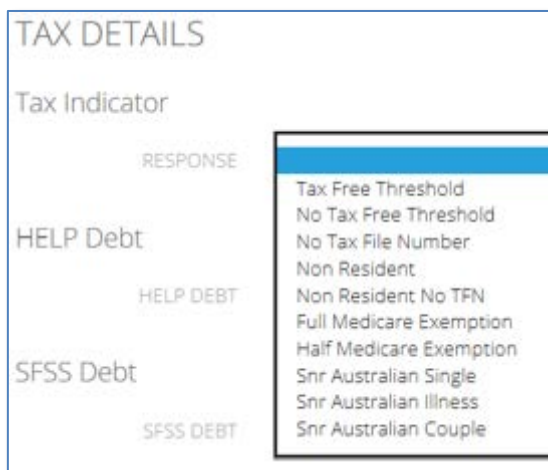 TAX DETAILS
Tax Indicator
RESPONSE
Tax Free Threshold
No Tax Free Threshold
No Tax File Number
Non Resident
Non Resident No TFN
Full Medicare Exemption
Half Medicare Exemption
Snr Australian Single
Snr Australian Illness
Snr Australian Couple
HELP Debt
HELP DEBT
SFSS Debt
SFSS DEBT